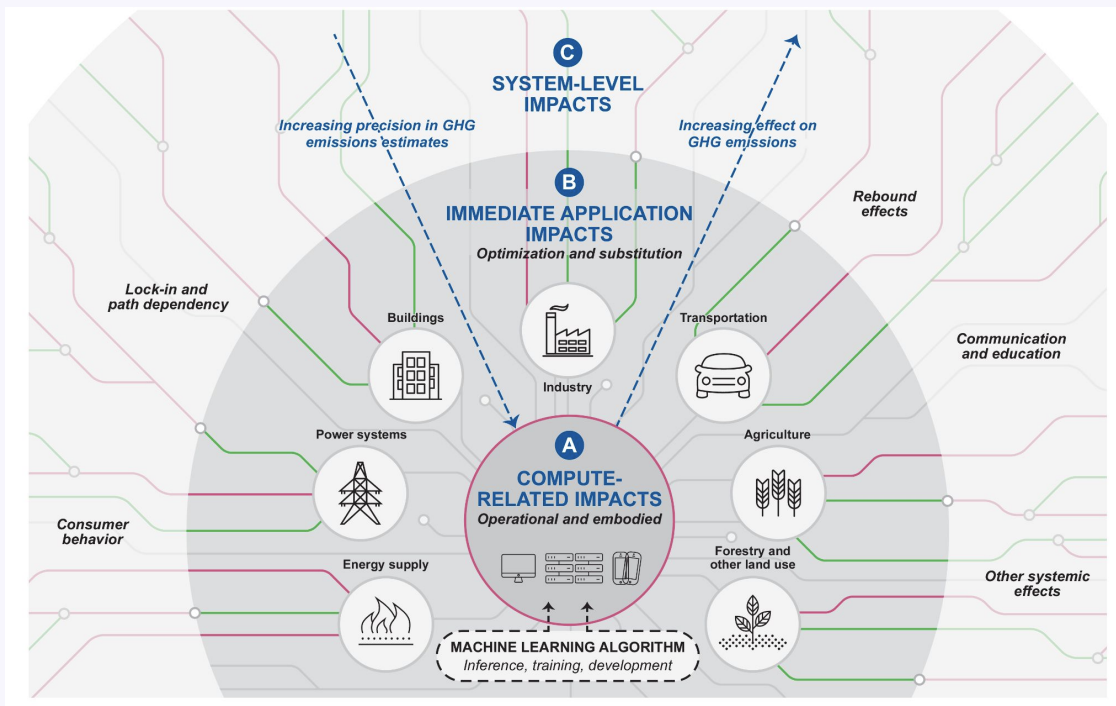 C
SYSTEM-LEVEL
IMPACTS
Increasing precision in GHG
emissions estimates
Increasing effect on
GHG emissions
B
IMMEDIATE APPLICATION
IMPACTS
Optimization and substitution
Rebound
effects
Lock-in and
path dependency
Buildings
Transportation
Communication
and education
Industry
Power systems
A
Agriculture
COMPUTE-
RELATED IMPACTS
Operational and embodied
Consumer
behavior
Energy supply
Forestry and
other land use
Other systemic
effects
MACHINE LEARNING ALGORITHM
Inference, training, development